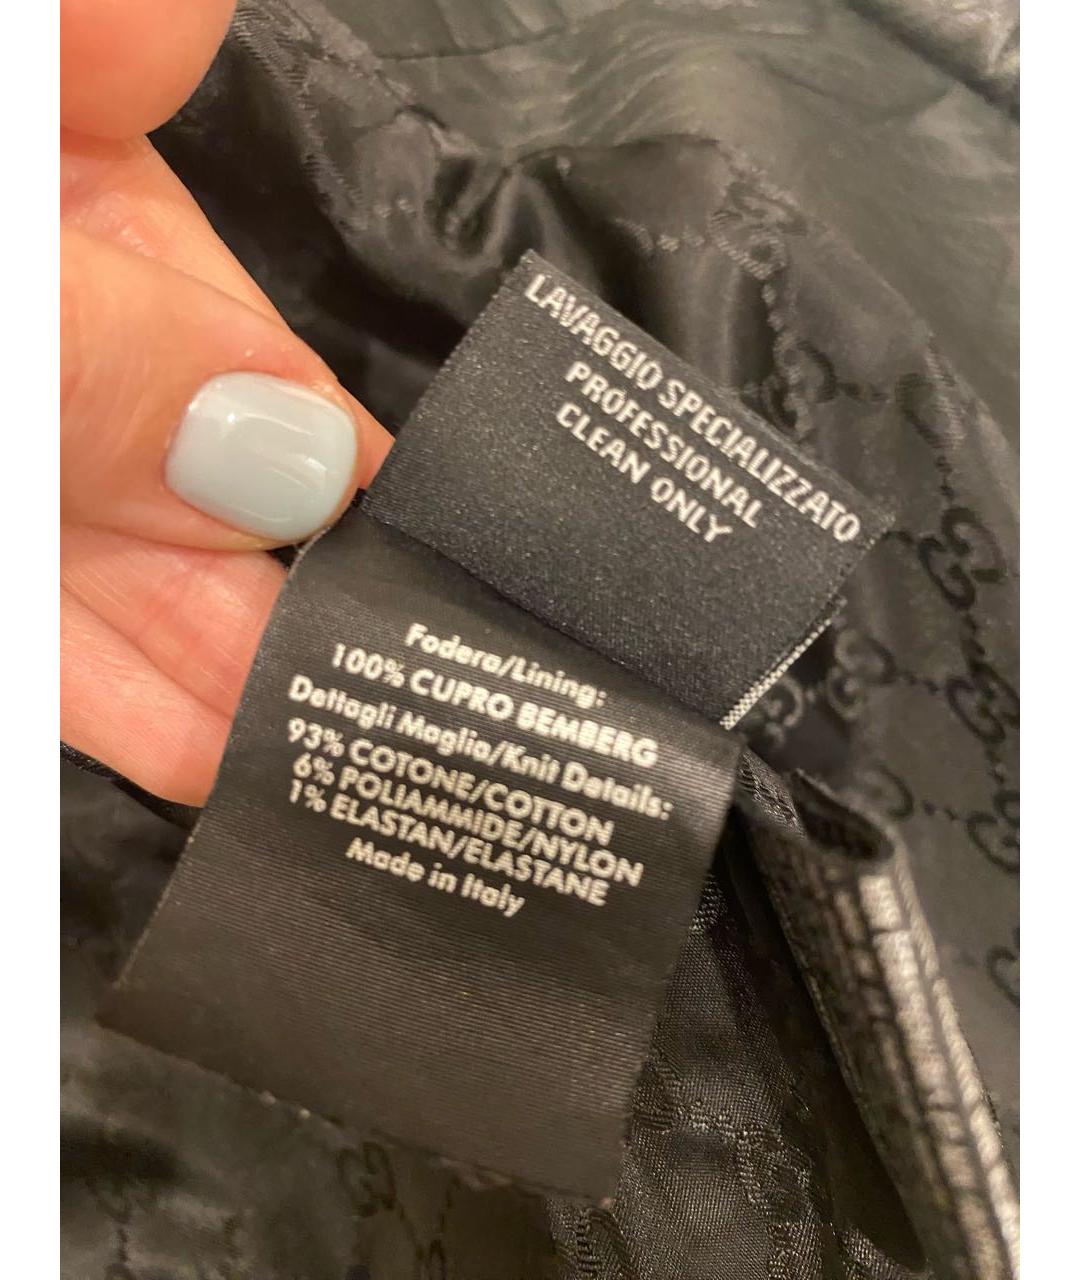 LAVAGGIO SPECIALIZZATO
PROFESSIONAL
CLEAN ONLY
Fodera/Lining:
100% CUPRO BEMBERG
Dettagli Maglia/Knit Details:
93% COTONE/COTTON
6% POLIAMMIDE/NYLON
1% ELASTAN/ELASTANE
Made in Italy